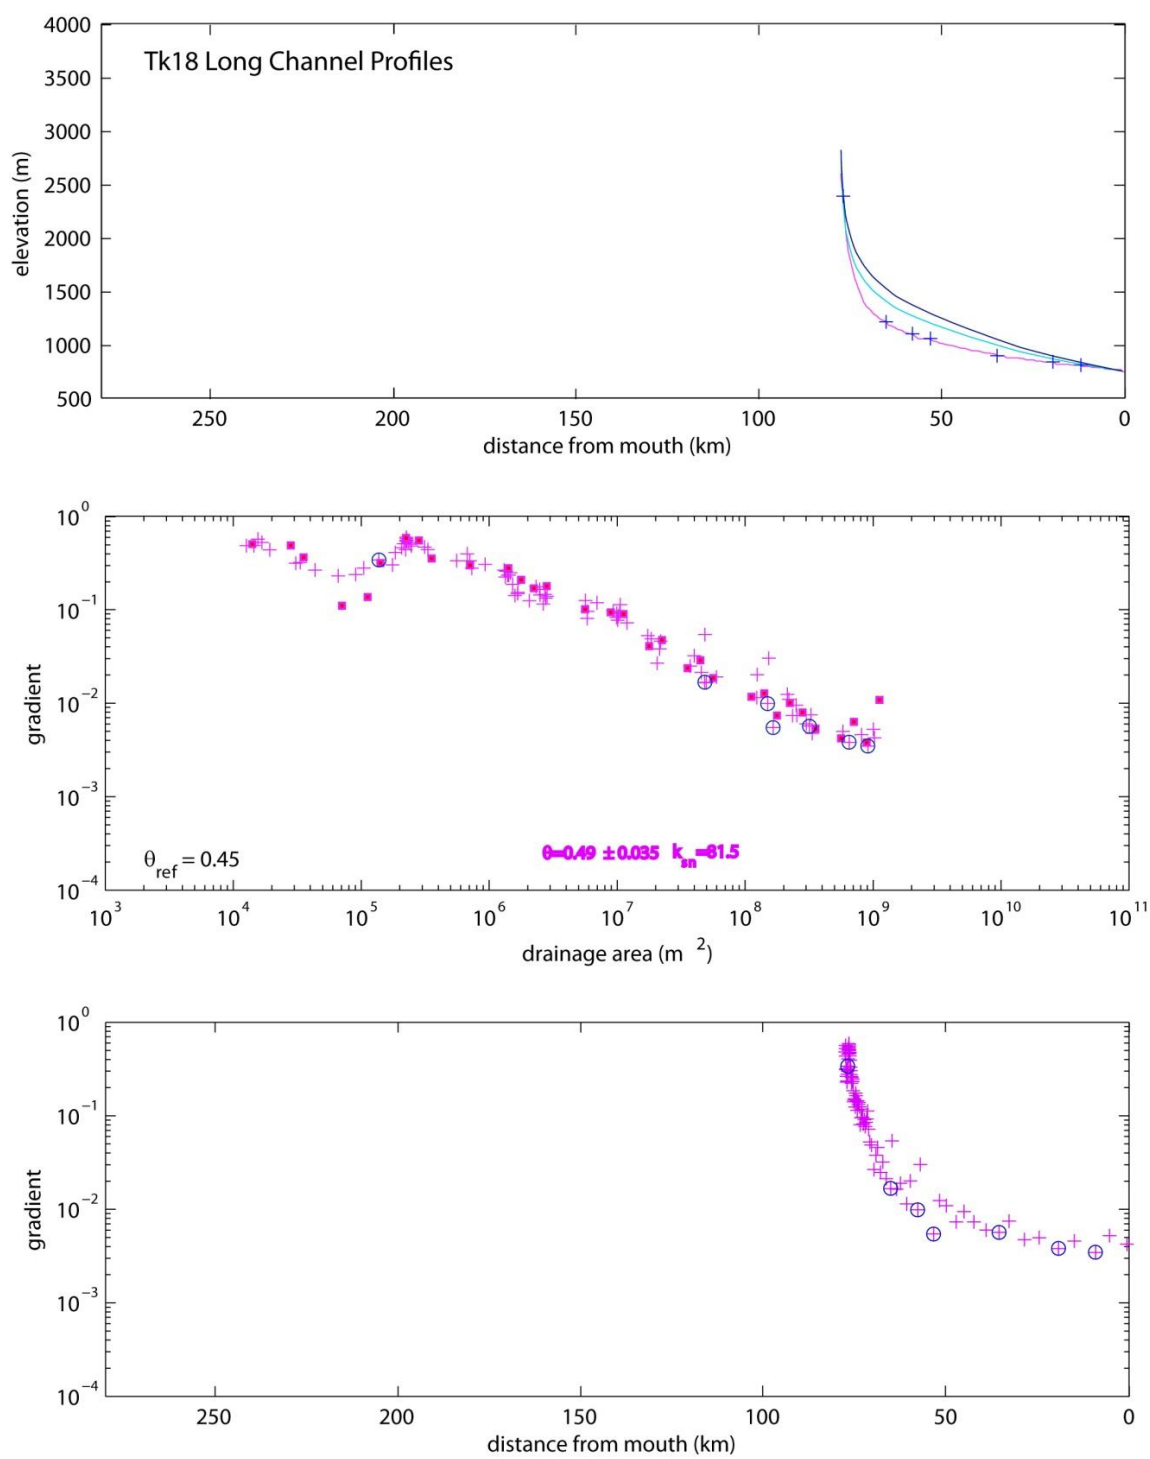 4000
Tk18 Long Channel Profiles
3500
3000
2500
2000
1500
1000
500
elevation (m)
250 200 150 100 50 0
distance from mouth (km)
10^0
10^-1
10^-2
10^-3
10^-4
gradient
θref = 0.45
θ=0.49 ±0.035 ksn=81.5
10^3 10^4 10^5 10^6 10^7 10^8 10^9 10^10 10^11
drainage area (m^2)
10^0
10^-1
10^-2
10^-3
10^-4
gradient
250 200 150 100 50 0
distance from mouth (km)